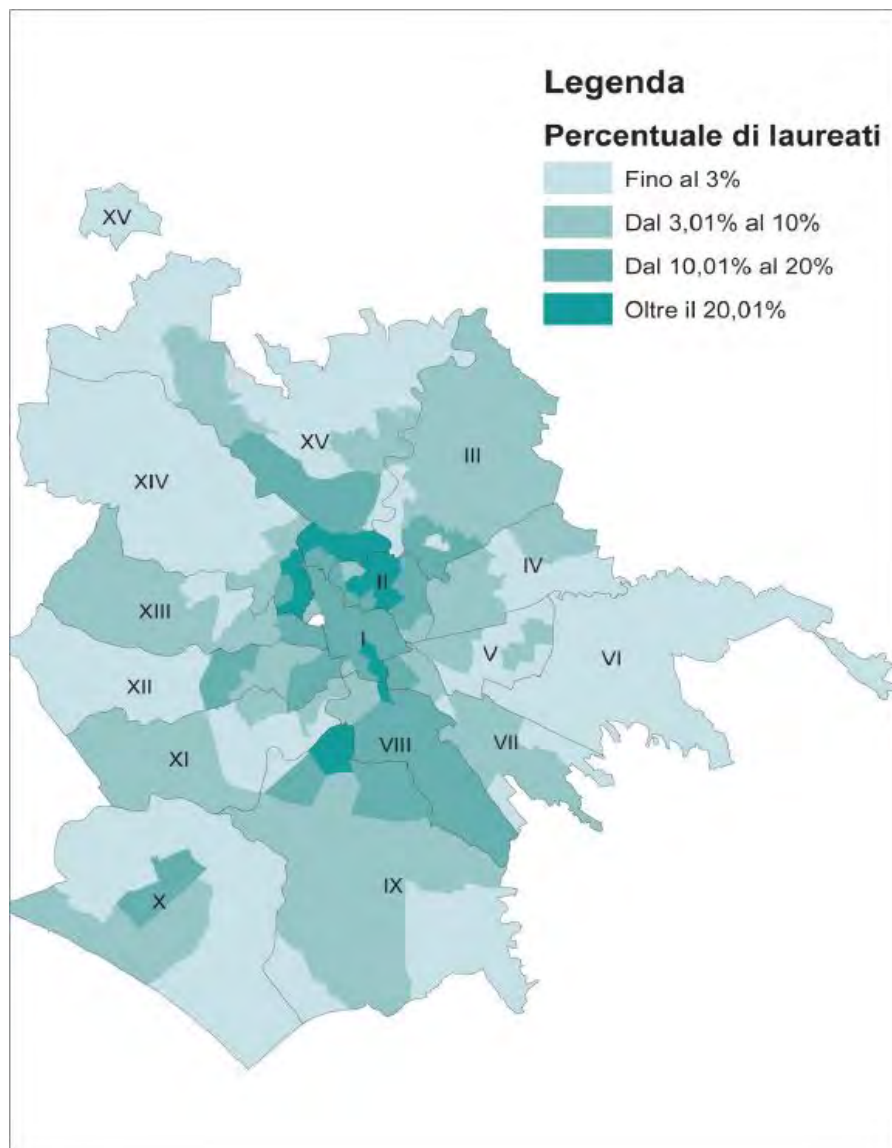 Legenda
Percentuale di laureati
Fino al 3%
Dal 3,01% al 10%
Dal 10,01% al 20%
Oltre il 20,01%
XV
XV
III
XIV
IV
II
XIII
I
V
VI
XII
VIII
VII
XI
IX
X